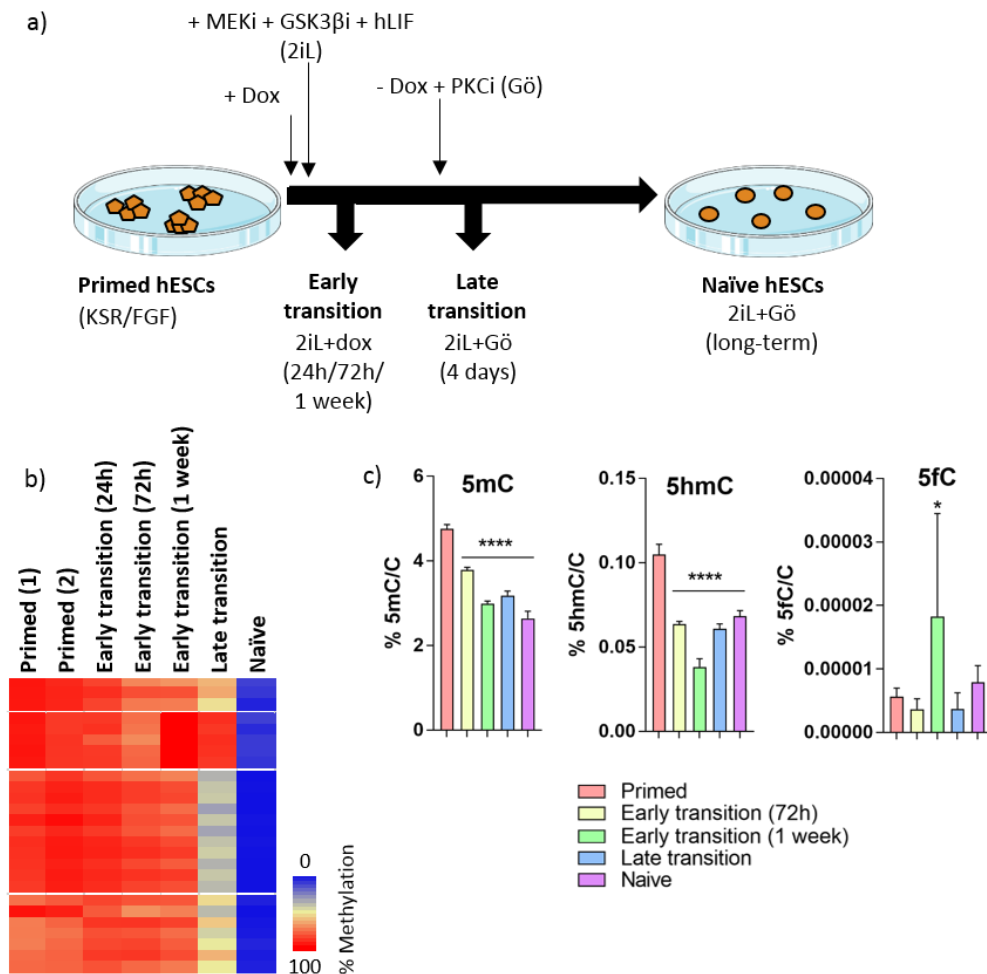 a)
+ MEKi + GSK3βi + hLIF
(2iL)
+ Dox
- Dox + PKCi (Gö)
Primed hESCs
(KSR/FGF)
Early
transition
2iL+dox
(24h/72h/
1 week)
Late
transition
2iL+Gö
(4 days)
Naïve hESCs
2iL+Gö
(long-term)
b)
Primed (1)
Primed (2)
Early transition (24h)
Early transition (72h)
Early transition (1 week)
Late transition
Naïve
0
100
% Methylation
c)
5mC
% 5mC/C
6
4
2
0
****
5hmC
% 5hmC/C
0.15
0.10
0.05
0.00
****
5fC
% 5fC/C
0.00004
0.00003
0.00002
0.00001
0.00000
*
Primed
Early transition (72h)
Early transition (1 week)
Late transition
Naive